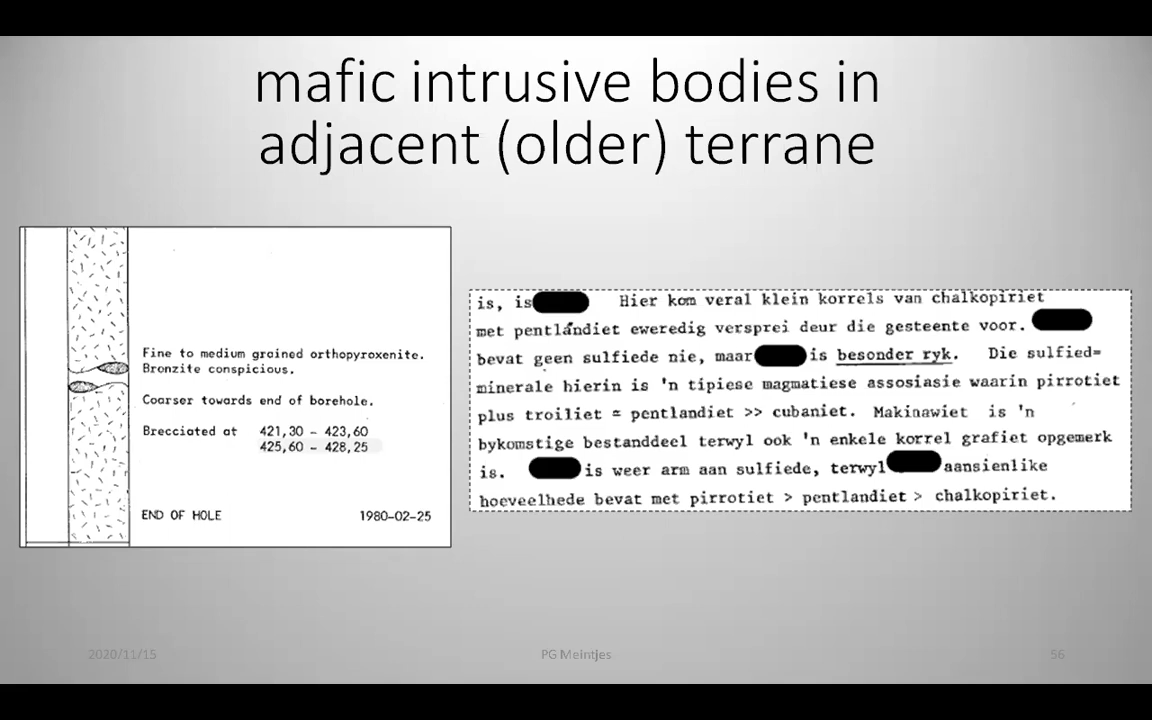 mafic intrusive bodies in
adjacent (older) terrane
Fine to medium grained orthopyroxenite.
Bronzite conspicious.
Coarser towards end of borehole.
Brecciated at 421,30 - 423,60
425,60 - 428,25
END OF HOLE 1980-02-25
is, is Hier kom veral klein korrels van chalkopiriet
met pentlandiet eweredig versprei deur die gesteente voor.
bevat geen sulfiede nie, maar is besonder ryk. Die sulfied=
minerale hierin is 'n tipiese magmatiese assosiasie waarin pirrotiet
plus troiliet = pentlandiet >> cubaniet. Makinawiet is 'n
bykomstige bestanddeel terwyl ook 'n enkele korrel grafiet opgemerk
is. is weer arm aan sulfiede, terwyl aansienlike
hoeveelhede bevat met pirrotiet > pentlandiet > chalkopiriet.
2020/11/15 PG Meintjes 56